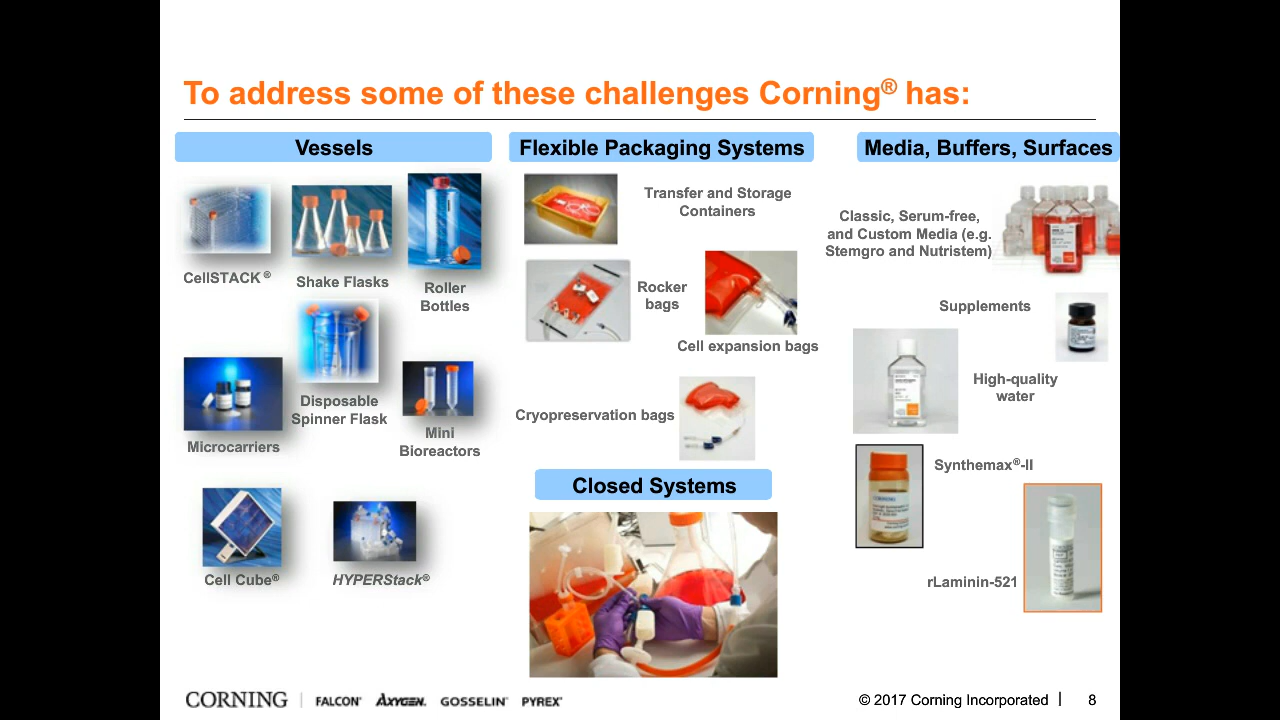 To address some of these challenges Corning® has:
Vessels
CellSTACK ®
Shake Flasks
Roller
Bottles
Microcarriers
Disposable
Spinner Flask
Mini
Bioreactors
Cell Cube®
HYPERStack®
Flexible Packaging Systems
Transfer and Storage
Containers
Rocker
bags
Cell expansion bags
Cryopreservation bags
Closed Systems
Media, Buffers, Surfaces
Classic, Serum-free,
and Custom Media (e.g.
Stemgro and Nutristem)
Supplements
High-quality
water
Synthemax®-II
CORNING
rLaminin-521
CORNING | FALCON® AXYGEN. GOSSELIN™ PYREX®
© 2017 Corning Incorporated | 8